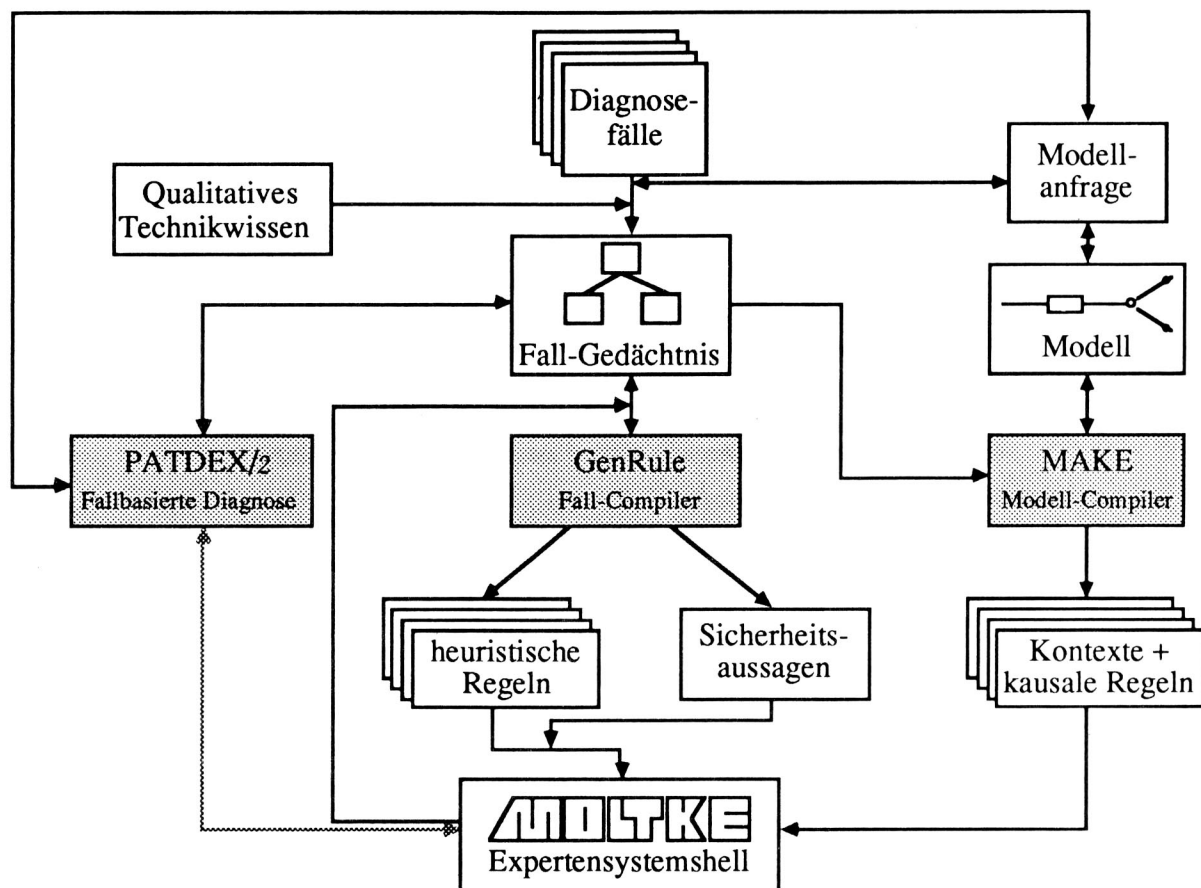 Diagnose-
fälle
Modell-
anfrage
Qualitatives
Technikwissen
Fall-Gedächtnis
Modell
PATDEX/2
Fallbasierte Diagnose
GenRule
Fall-Compiler
MAKE
Modell-Compiler
heuristische
Regeln
Sicherheits-
aussagen
Kontexte +
kausale Regeln
MOLTKE
Expertensystemshell